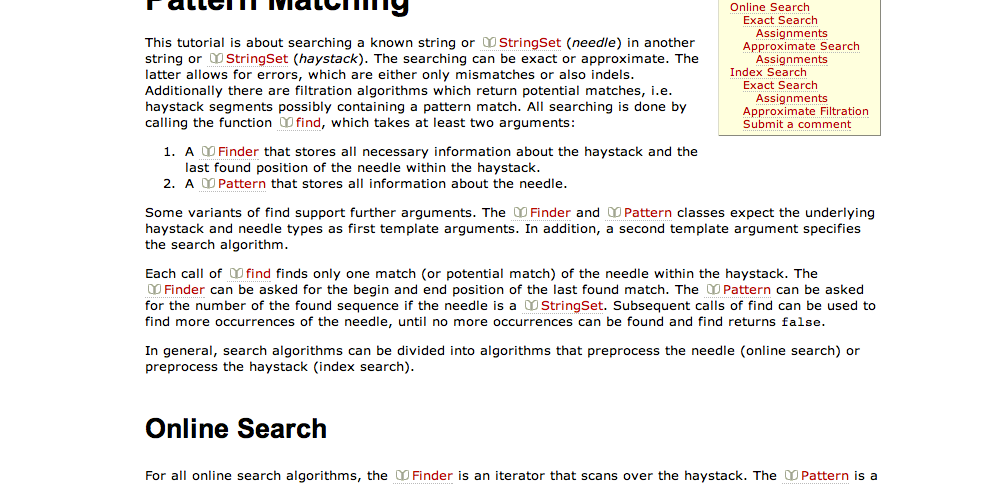 Pattern Matching
This tutorial is about searching a known string or StringSet (needle) in another
string or StringSet (haystack). The searching can be exact or approximate. The
latter allows for errors, which are either only mismatches or also indels.
Additionally there are filtration algorithms which return potential matches, i.e.
haystack segments possibly containing a pattern match. All searching is done by
calling the function find, which takes at least two arguments:
1. A Finder that stores all necessary information about the haystack and the
last found position of the needle within the haystack.
2. A Pattern that stores all information about the needle.
Some variants of find support further arguments. The Finder and Pattern classes expect the underlying
haystack and needle types as first template arguments. In addition, a second template argument specifies
the search algorithm.
Each call of find finds only one match (or potential match) of the needle within the haystack. The
Finder can be asked for the begin and end position of the last found match. The Pattern can be asked
for the number of the found sequence if the needle is a StringSet. Subsequent calls of find can be used to
find more occurrences of the needle, until no more occurrences can be found and find returns false.
In general, search algorithms can be divided into algorithms that preprocess the needle (online search) or
preprocess the haystack (index search).
Online Search
For all online search algorithms, the Finder is an iterator that scans over the haystack. The Pattern is a
Online Search
Exact Search
Assignments
Approximate Search
Assignments
Index Search
Exact Search
Assignments
Approximate Filtration
Submit a comment